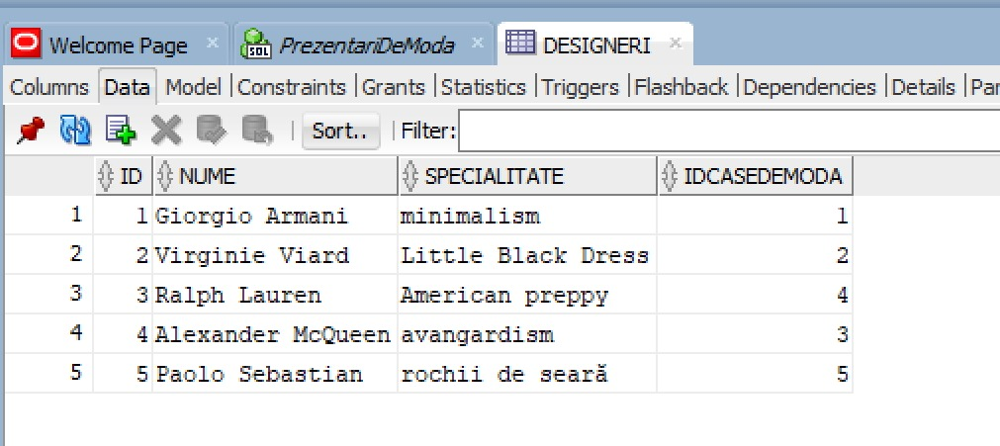 Welcome Page PrezentariDeModa DESIGNERI
Columns Data Model Constraints Grants Statistics Triggers Flashback Dependencies Details
Sort.. Filter:
ID NUME SPECIALITATE IDCASEDEMODA
1 1 Giorgio Armani minimalism 1
2 2 Virginie Viard Little Black Dress 2
3 3 Ralph Lauren American preppy 4
4 4 Alexander McQueen avangardism 3
5 5 Paolo Sebastian rochii de seară 5